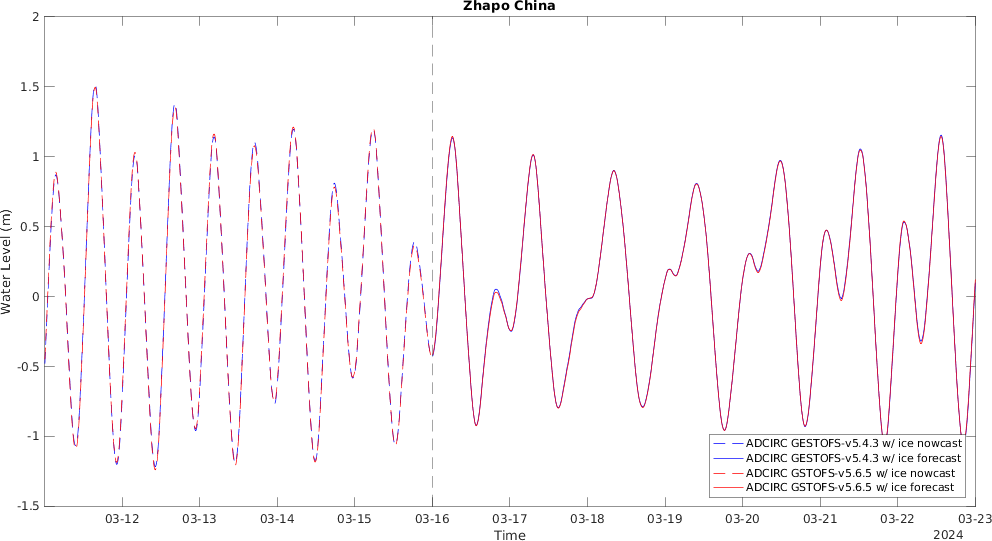 Zhapo China
2
1.5
1
0.5
0
-0.5
-1
-1.5
Water Level (m)
03-12 03-13 03-14 03-15 03-16 03-17 03-18 03-19 03-20 03-21 03-22 03-23
Time
2024
ADCIRC GESTOFS-v5.4.3 w/ ice nowcast
ADCIRC GESTOFS-v5.4.3 w/ ice forecast
ADCIRC GSTOFS-v5.6.5 w/ ice nowcast
ADCIRC GSTOFS-v5.6.5 w/ ice forecast